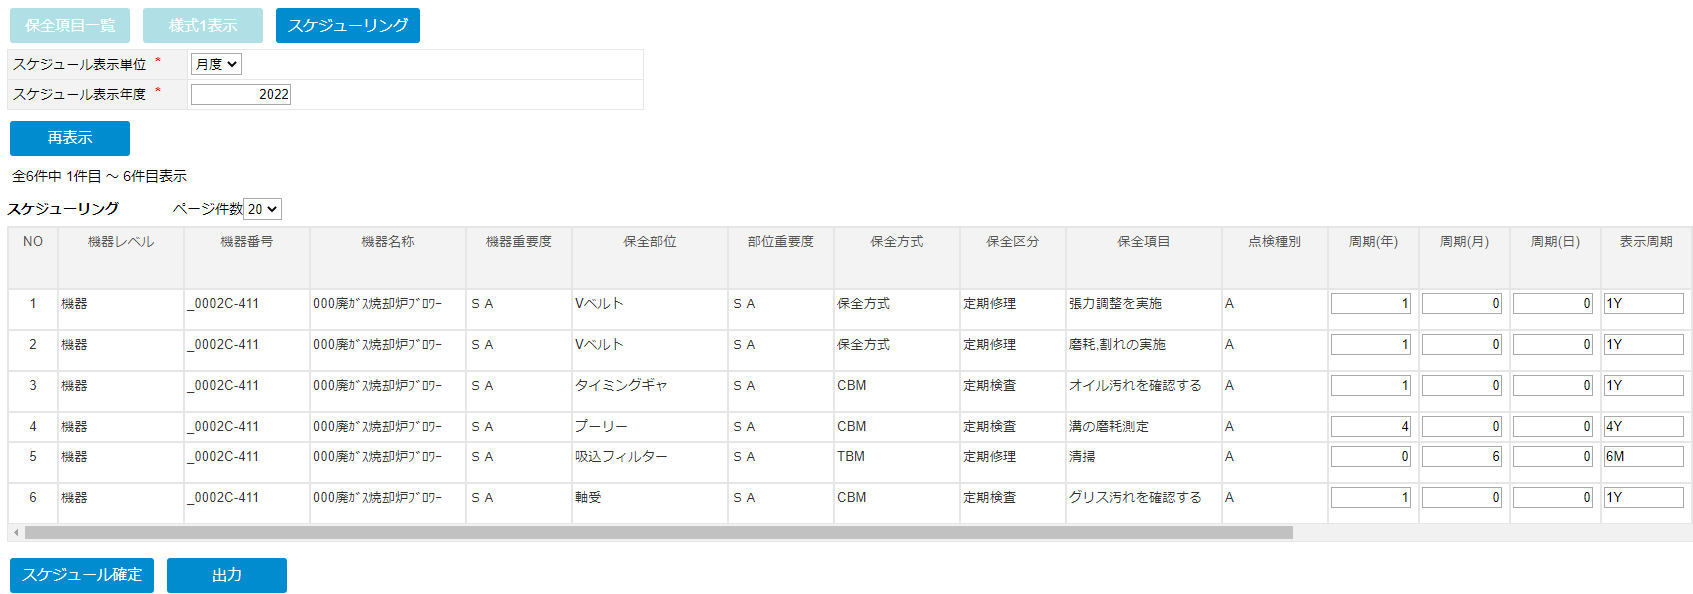 保全項目一覧 様式1表示 スケジューリング
スケジュール表示単位 * 月度
スケジュール表示年度 * 2022
再表示
全6件中 1件目 ～ 6件目表示
スケジューリング ページ件数 20
NO 機器レベル 機器番号 機器名称 機器重要度 保全部位 部位重要度 保全方式 保全区分 保全項目 点検種別 周期(年) 周期(月) 周期(日) 表示周期
1 機器 _0002C-411 000廃ｶﾞｽ焼却炉ﾌﾞﾛﾜｰ ＳＡ Vベルト ＳＡ 保全方式 定期修理 張力調整を実施 A 1 0 0 1Y
2 機器 _0002C-411 000廃ｶﾞｽ焼却炉ﾌﾞﾛﾜｰ ＳＡ Vベルト ＳＡ 保全方式 定期修理 磨耗,割れの実施 A 1 0 0 1Y
3 機器 _0002C-411 000廃ｶﾞｽ焼却炉ﾌﾞﾛﾜｰ ＳＡ タイミングギャ ＳＡ CBM 定期検査 オイル汚れを確認する A 1 0 0 1Y
4 機器 _0002C-411 000廃ｶﾞｽ焼却炉ﾌﾞﾛﾜｰ ＳＡ プーリー ＳＡ CBM 定期検査 溝の磨耗測定 A 4 0 0 4Y
5 機器 _0002C-411 000廃ｶﾞｽ焼却炉ﾌﾞﾛﾜｰ ＳＡ 吸込フィルター ＳＡ TBM 定期修理 清掃 A 0 6 0 6M
6 機器 _0002C-411 000廃ｶﾞｽ焼却炉ﾌﾞﾛﾜｰ ＳＡ 軸受 ＳＡ CBM 定期検査 グリス汚れを確認する A 1 0 0 1Y
スケジュール確定 出力